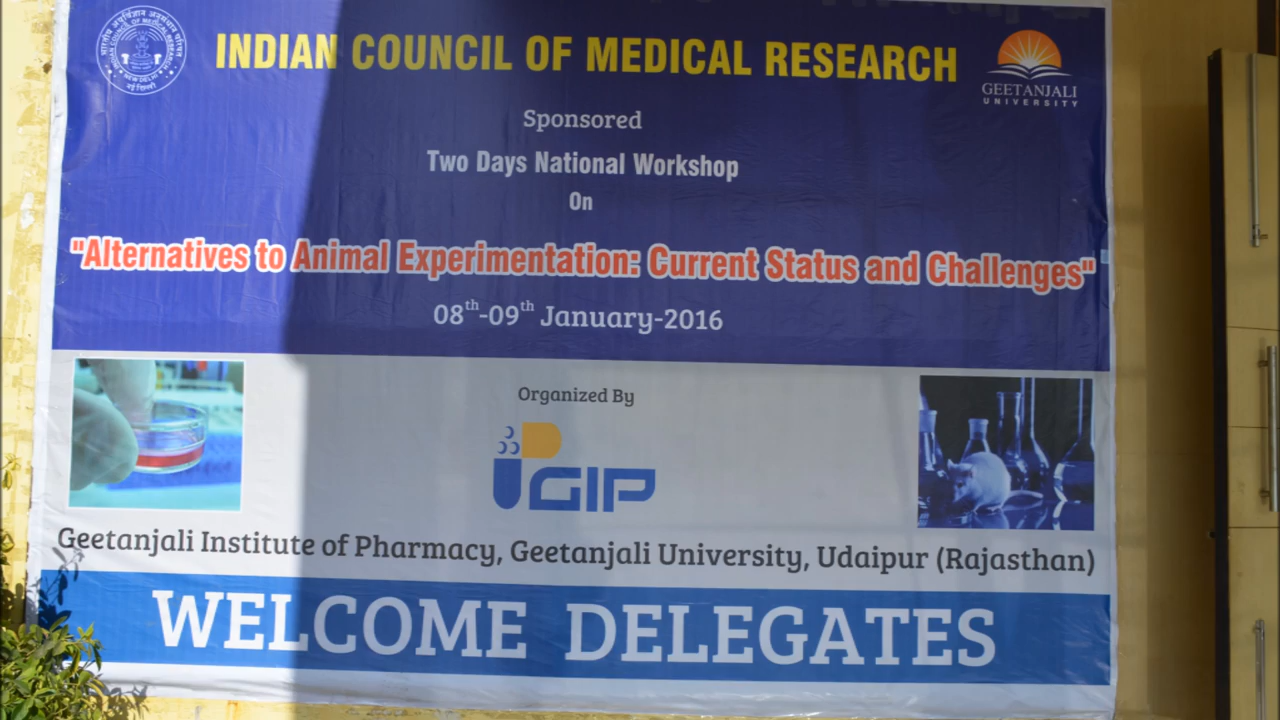 INDIAN COUNCIL OF MEDICAL RESEARCH
GEETANJALI
UNIVERSITY
Sponsored
Two Days National Workshop
On
"Alternatives to Animal Experimentation: Current Status and Challenges"
08th-09th January-2016
Organized By
GIP
Geetanjali Institute of Pharmacy, Geetanjali University, Udaipur (Rajasthan)
WELCOME DELEGATES